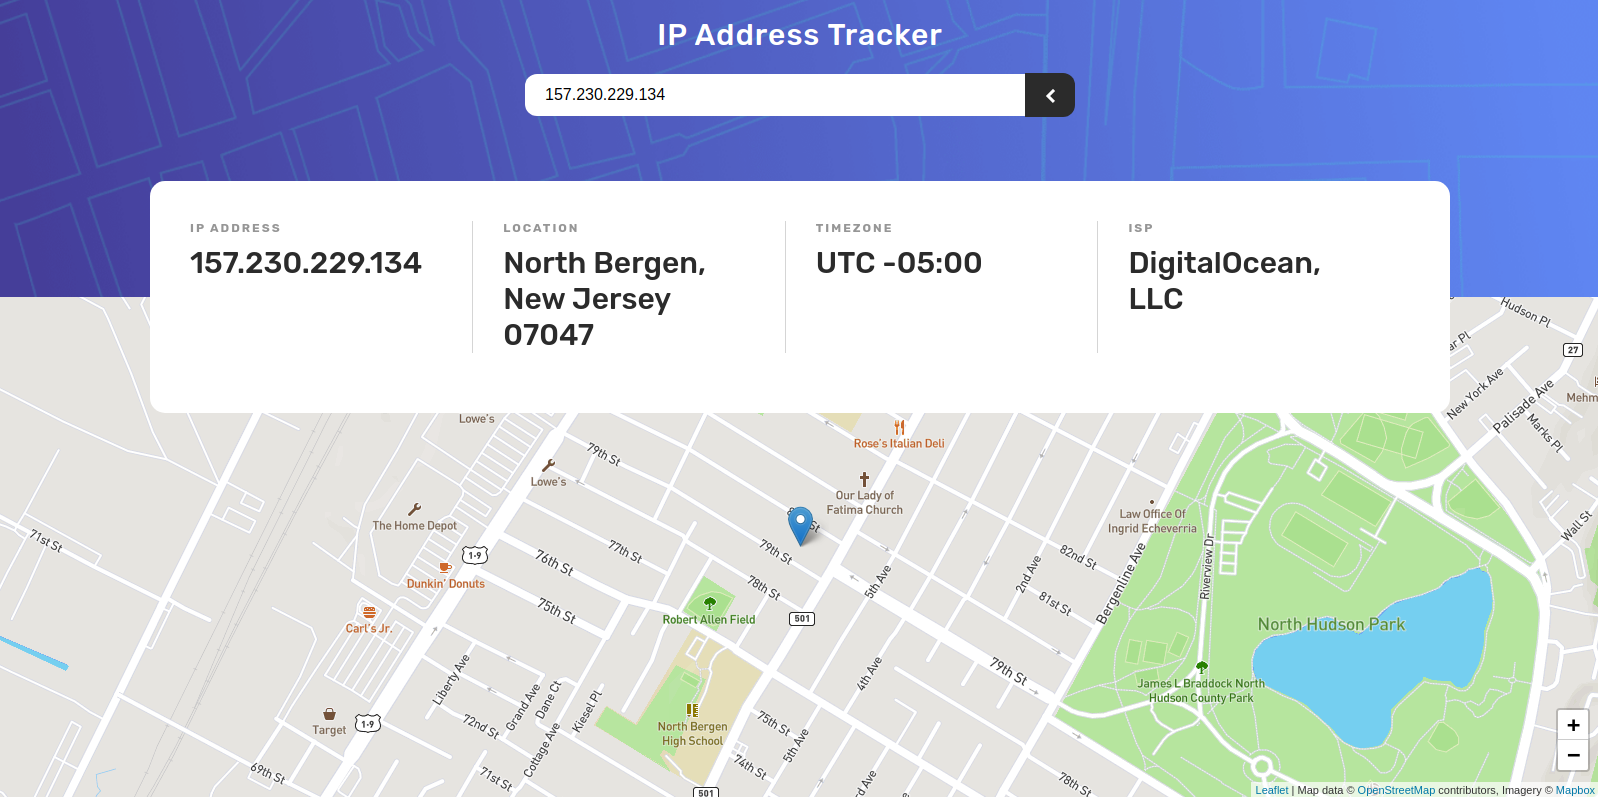 IP Address Tracker
157.230.229.134
IP ADDRESS
157.230.229.134
LOCATION
North Bergen,
New Jersey
07047
TIMEZONE
UTC -05:00
ISP
DigitalOcean,
LLC
Hudson Pl
27
New York Ave
Palisade Ave
Marks Pl
Lowe's
Rose's Italian Deli
79th St
Lowe's
Our Lady of
Fatima Church
The Home Depot
Law Office Of
Ingrid Echeverria
Wall St
71st St
1-9
76th St
77th St
79th St
82nd St
Dunkin' Donuts
78th St
5th Ave
2nd Ave
81st St
Bergenline Ave
Riverview Dr
Carl's Jr.
75th St
Robert Allen Field
501
North Hudson Park
Liberty Ave
4th Ave
79th St
James L Braddock North
Hudson County Park
Grand Ave
Dane Ct
Kiesel Pl
Target
1-9
72nd St
Cottage Ave
North Bergen
High School
75th St
5th Ave
74th St
69th St
71st St
501
78th St
+
−
Leaflet | Map data © OpenStreetMap contributors, Imagery © Mapbox